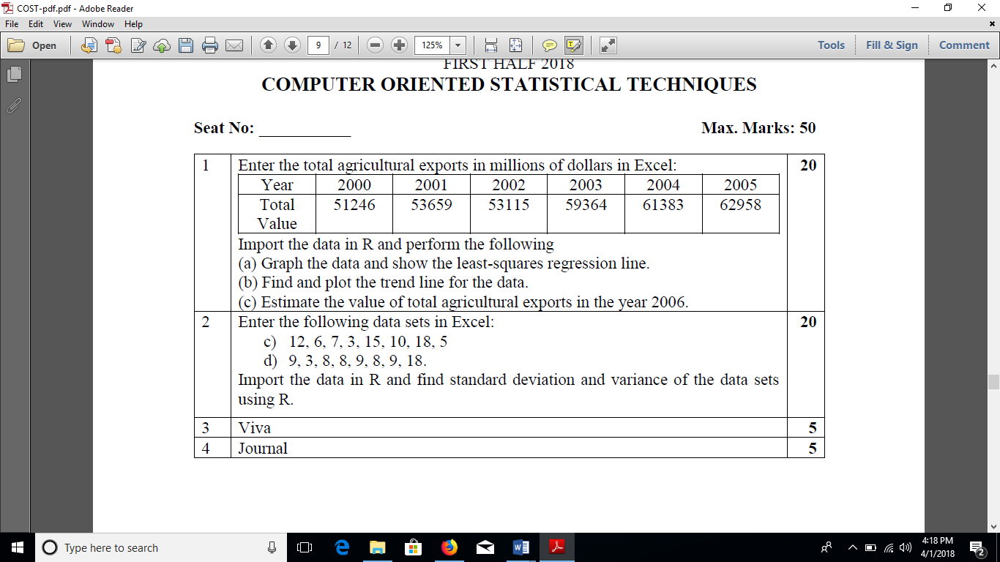 COST-pdf.pdf - Adobe Reader
File Edit View Window Help
Open 9 / 12 125% Tools Fill & Sign Comment
FIRST HALF 2018
COMPUTER ORIENTED STATISTICAL TECHNIQUES
Seat No: ___________ Max. Marks: 50
1 Enter the total agricultural exports in millions of dollars in Excel: 20
Year 2000 2001 2002 2003 2004 2005
Total 51246 53659 53115 59364 61383 62958
Value
Import the data in R and perform the following
(a) Graph the data and show the least-squares regression line.
(b) Find and plot the trend line for the data.
(c) Estimate the value of total agricultural exports in the year 2006.
2 Enter the following data sets in Excel: 20
c) 12, 6, 7, 3, 15, 10, 18, 5
d) 9, 3, 8, 8, 9, 8, 9, 18.
Import the data in R and find standard deviation and variance of the data sets
using R.
3 Viva 5
4 Journal 5
Type here to search
4:18 PM
4/1/2018
2